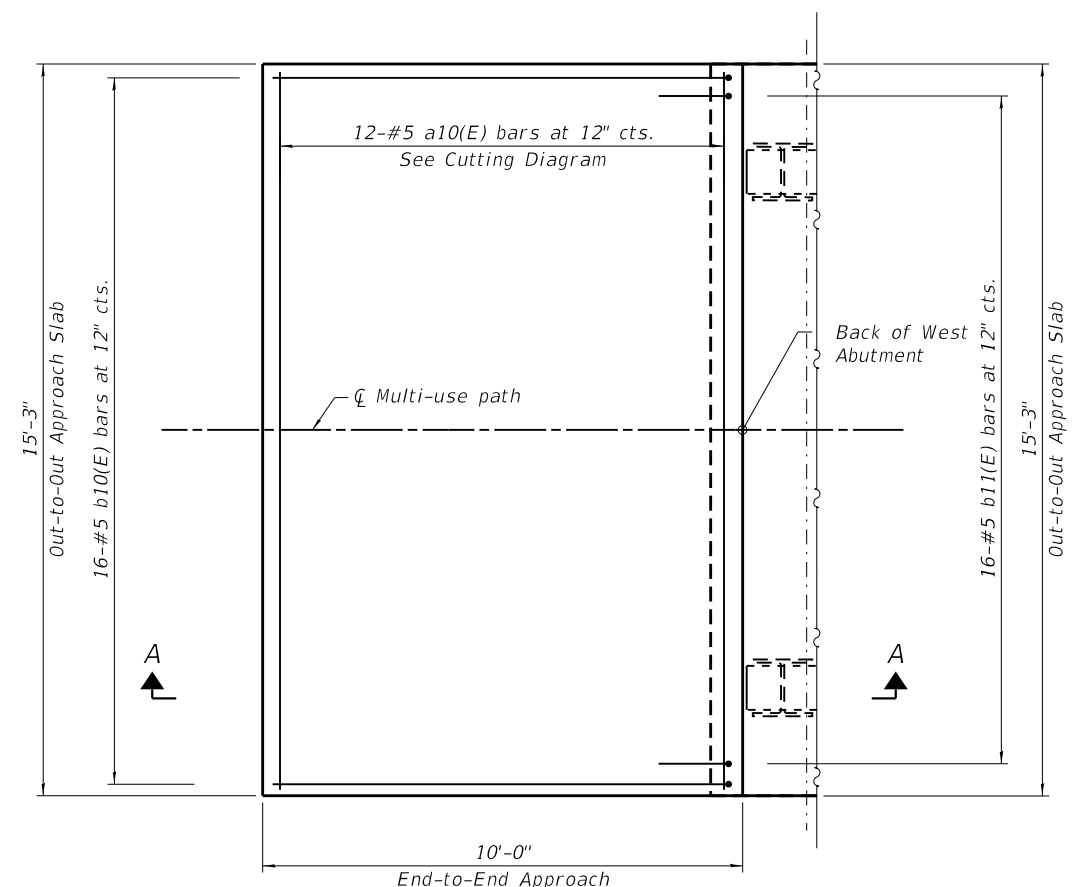 12-#5 a10(E) bars at 12" cts.
See Cutting Diagram
15'-3"
Out-to-Out Approach Slab
16-#5 b10(E) bars at 12" cts.
℄ Multi-use path
Back of West
Abutment
16-#5 b11(E) bars at 12" cts.
15'-3"
Out-to-Out Approach Slab
A
A
10'-0"
End-to-End Approach